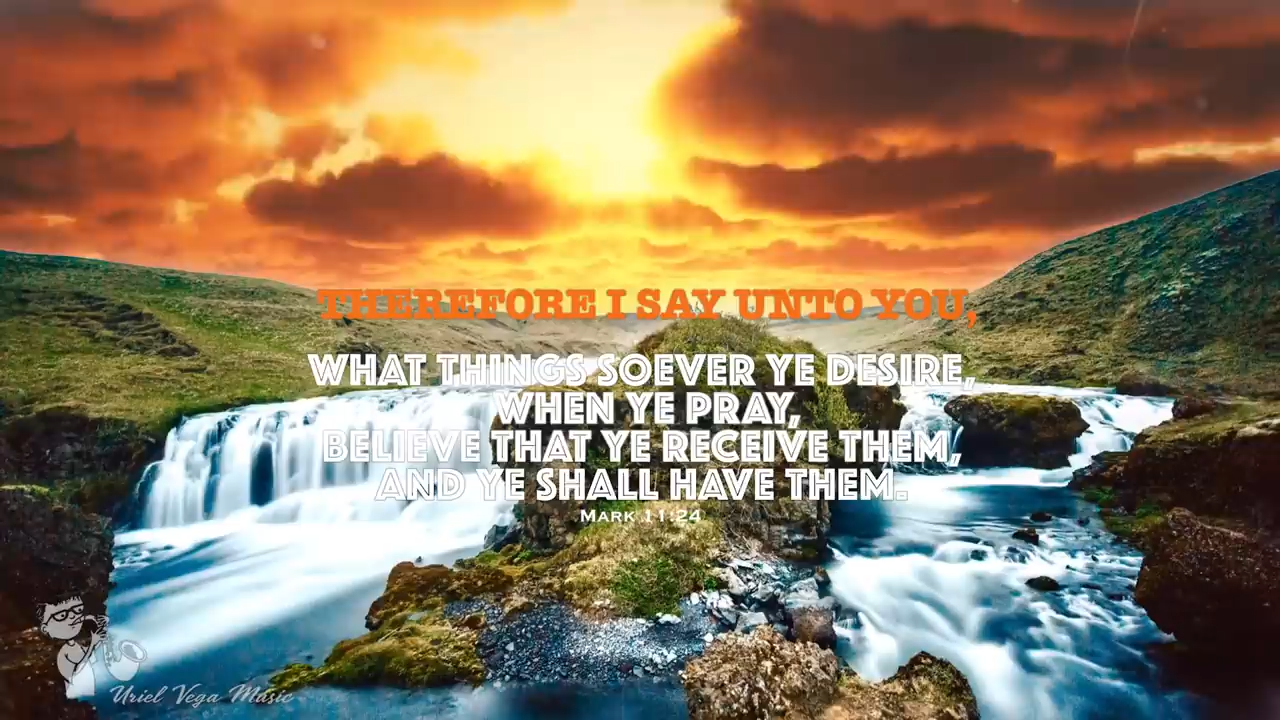 THEREFORE I SAY UNTO YOU,
WHAT THINGS SOEVER YE DESIRE,
WHEN YE PRAY,
BELIEVE THAT YE RECEIVE THEM,
AND YE SHALL HAVE THEM.
Mark 11:24
Uriel Vega Music